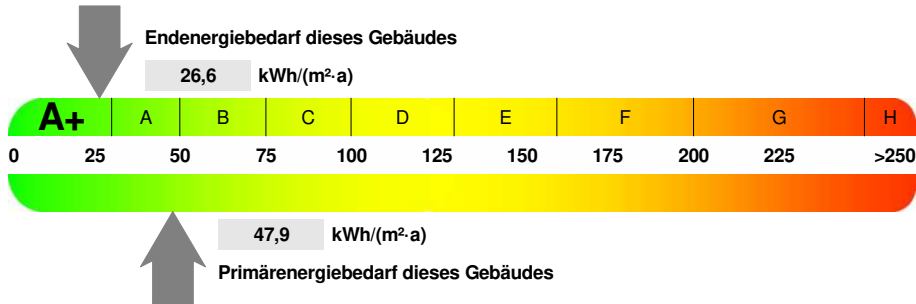 Endenergiebedarf dieses Gebäudes
26,6 kWh/(m²·a)
A+ A B C D E F G H
0 25 50 75 100 125 150 175 200 225 >250
47,9 kWh/(m²·a)
Primärenergiebedarf dieses Gebäudes